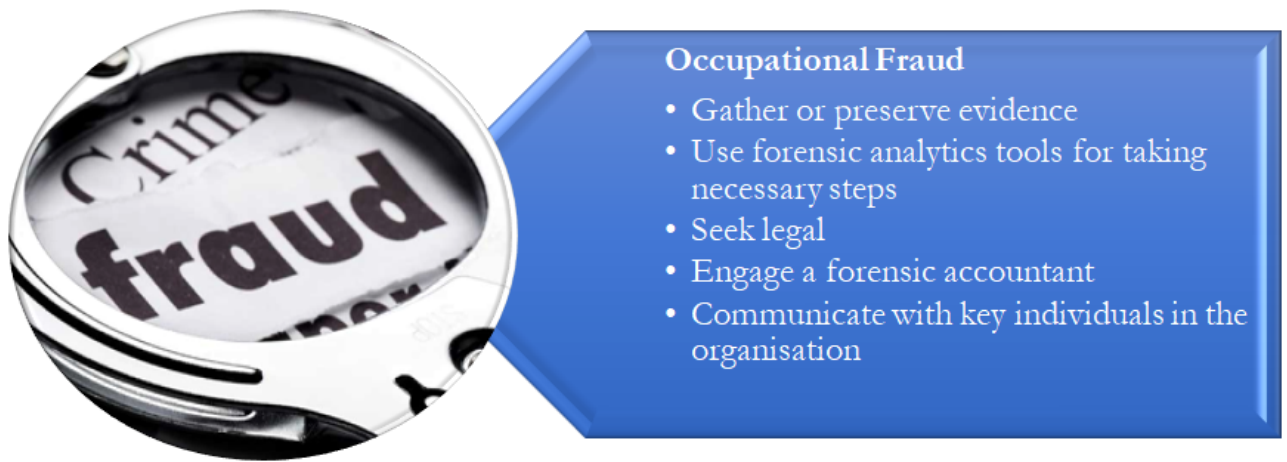 Crime
fraud
Occupational Fraud
• Gather or preserve evidence
• Use forensic analytics tools for taking
necessary steps
• Seek legal
• Engage a forensic accountant
• Communicate with key individuals in the
organisation